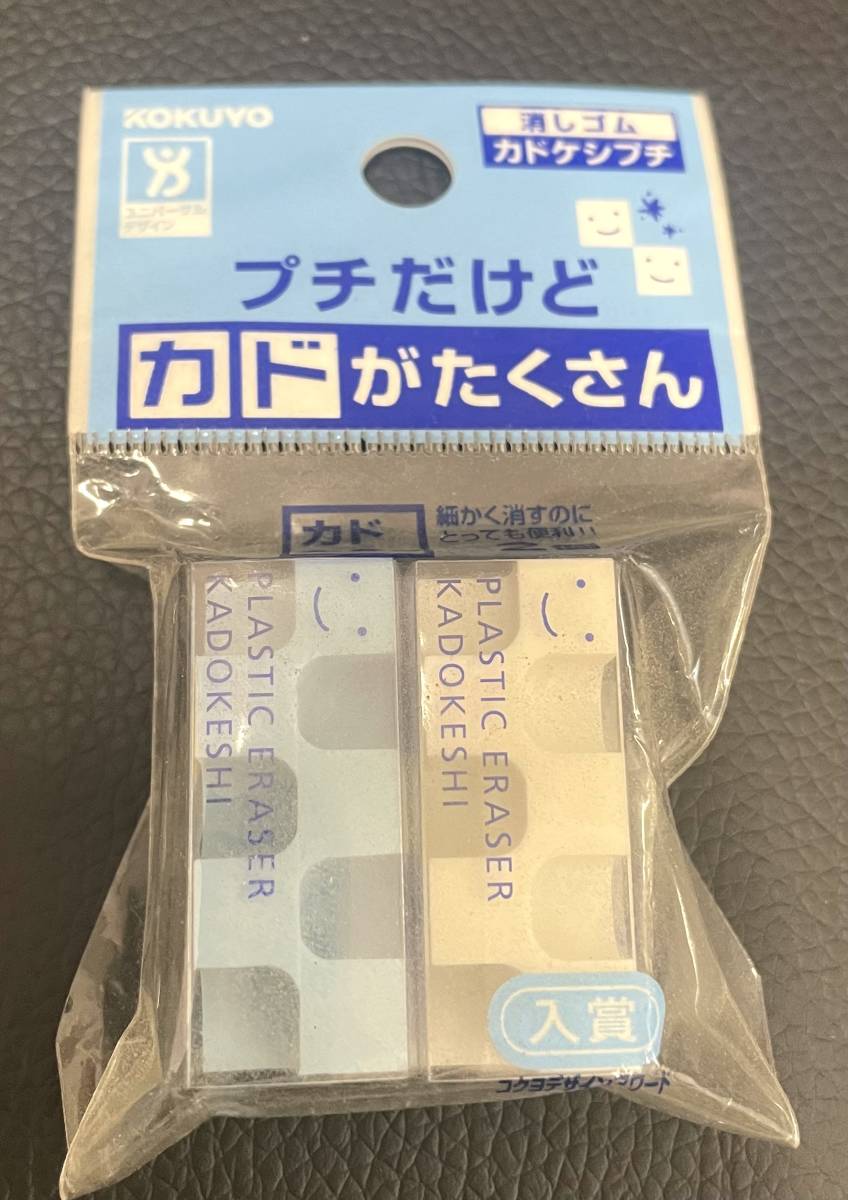 KOKUYO
ユニバーサル
デザイン
消しゴム
カドケシプチ
プチだけど
カドがたくさん
カド
細かく消すのに
とっても便利!!
PLASTIC ERASER
KADOKESHI
PLASTIC ERASER
KADOKESHI
入賞
コクヨデザインアワード